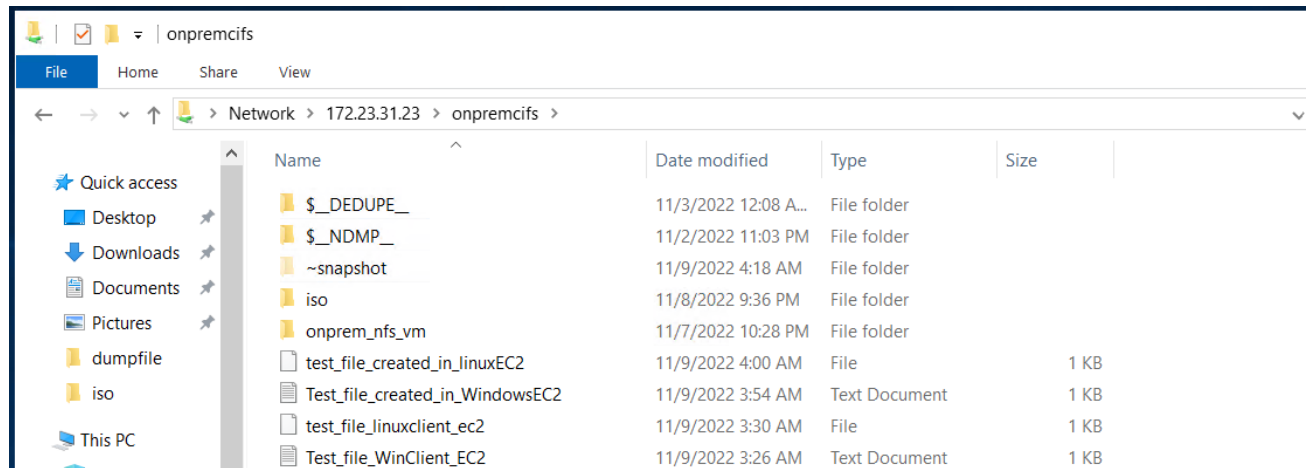 onpremcifs
File Home Share View
Network > 172.23.31.23 > onpremcifs >
Name Date modified Type Size
Quick access
Desktop
Downloads
Documents
Pictures
dumpfile
iso
This PC
$__DEDUPE__ 11/3/2022 12:08 A... File folder
$__NDMP__ 11/2/2022 11:03 PM File folder
~snapshot 11/9/2022 4:18 AM File folder
iso 11/8/2022 9:36 PM File folder
onprem_nfs_vm 11/7/2022 10:28 PM File folder
test_file_created_in_linuxEC2 11/9/2022 4:00 AM File 1 KB
Test_file_created_in_WindowsEC2 11/9/2022 3:54 AM Text Document 1 KB
test_file_linuxclient_ec2 11/9/2022 3:30 AM File 1 KB
Test_file_WinClient_EC2 11/9/2022 3:26 AM Text Document 1 KB